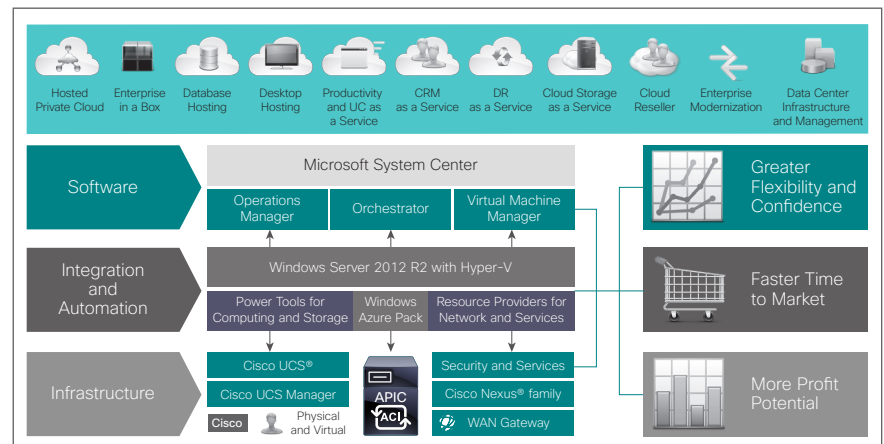 Hosted
Private Cloud
Enterprise
in a Box
Database
Hosting
Desktop
Hosting
Productivity
and UC as
a Service
CRM
as a Service
DR
as a Service
Cloud Storage
as a Service
Cloud
Reseller
Enterprise
Modernization
Data Center
Infrastructure
and Management
Software
Microsoft System Center
Operations
Manager
Orchestrator
Virtual Machine
Manager
Greater
Flexibility and
Confidence
Integration
and
Automation
Windows Server 2012 R2 with Hyper-V
Power Tools for
Computing and Storage
Windows
Azure Pack
Resource Providers for
Network and Services
Faster Time
to Market
Infrastructure
Cisco UCS®
Cisco UCS Manager
Cisco
Physical
and Virtual
APIC
ACI
Security and Services
Cisco Nexus® family
WAN Gateway
More Profit
Potential